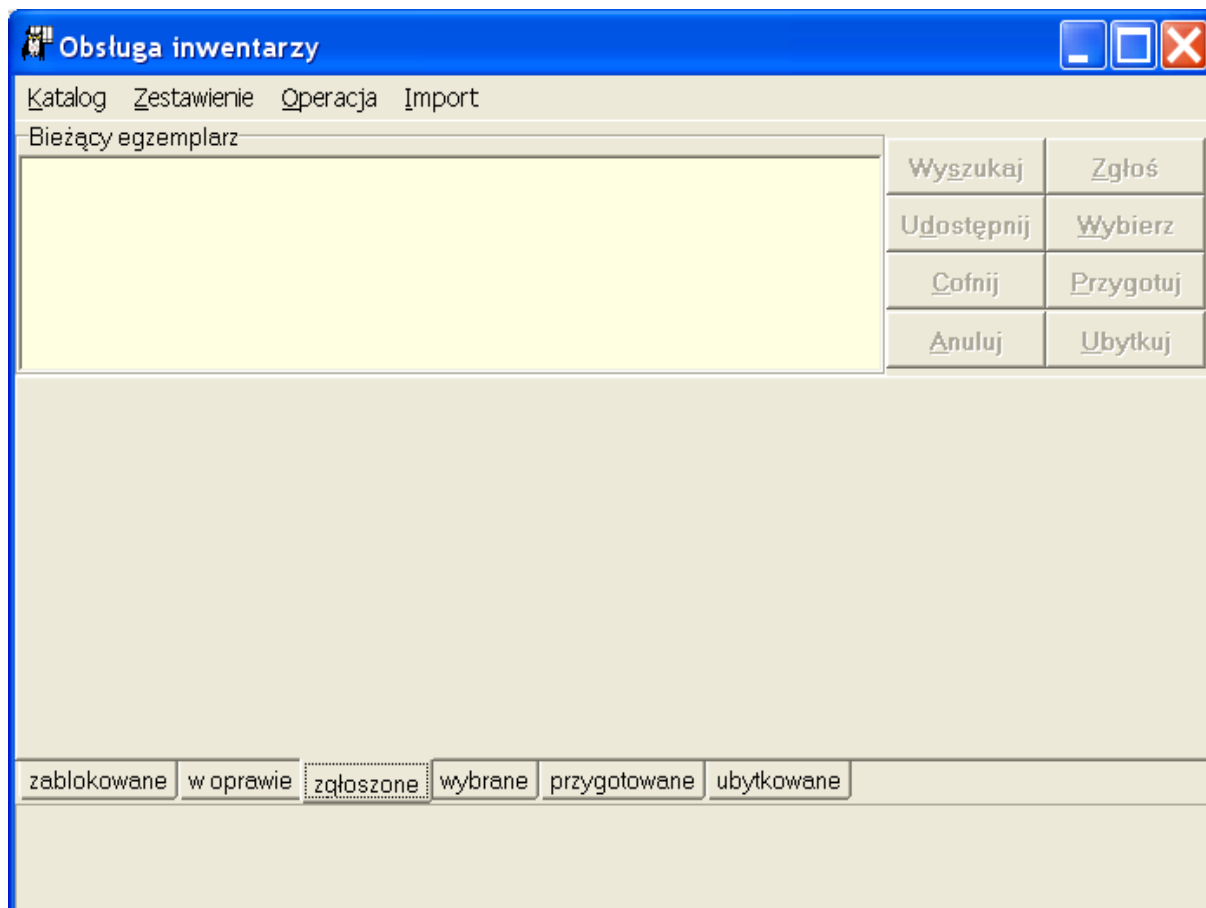 Obsługa inwentarzy
Katalog Zestawienie Operacja Import
Bieżący egzemplarz
Wyszukaj Zgłoś
Udostępnij Wybierz
Cofnij Przygotuj
Anuluj Ubytkuj
zablokowane w oprawie zgłoszone wybrane przygotowane ubytkowane